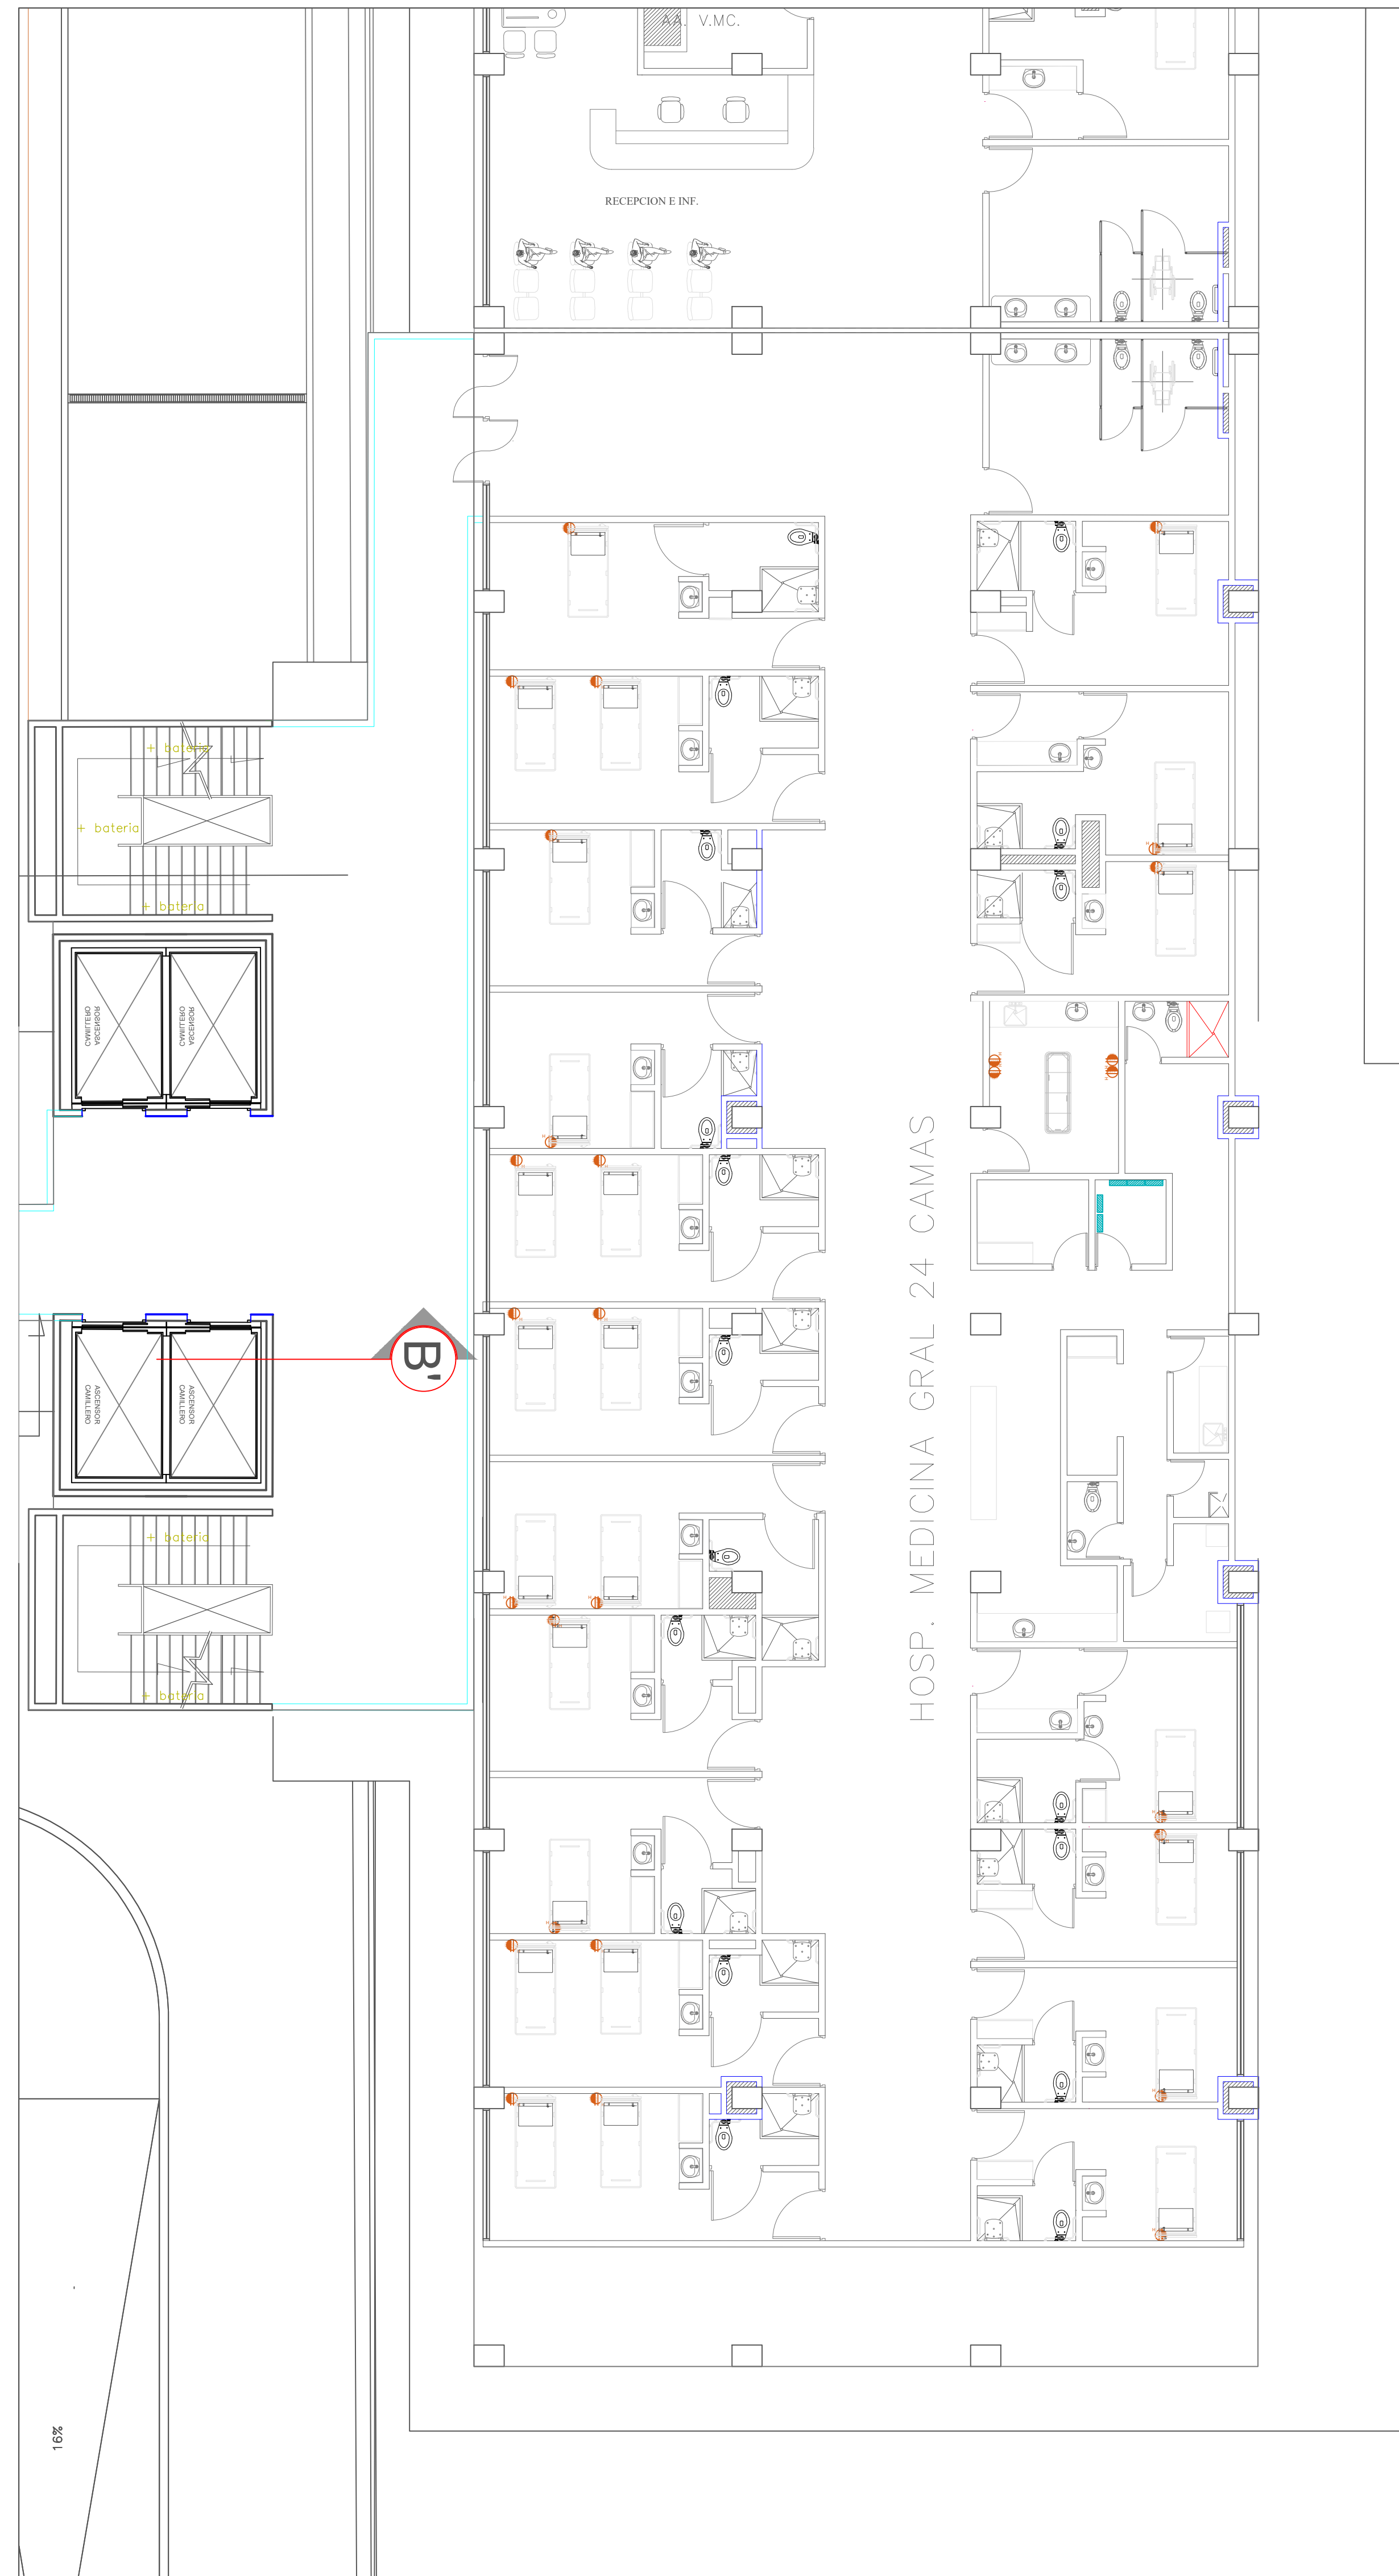 AA. V.MC.
RECEPCION E INF.
+ bateria
+ bateria
+ bateria
CAMILLERO
ASCENSOR
CAMILLERO
ASCENSOR
HOSP. MEDICINA GRAL 24 CAMAS
B'
ASCENSOR
CAMILLERO
ASCENSOR
CAMILLERO
+ bateria
+ bateria
16%